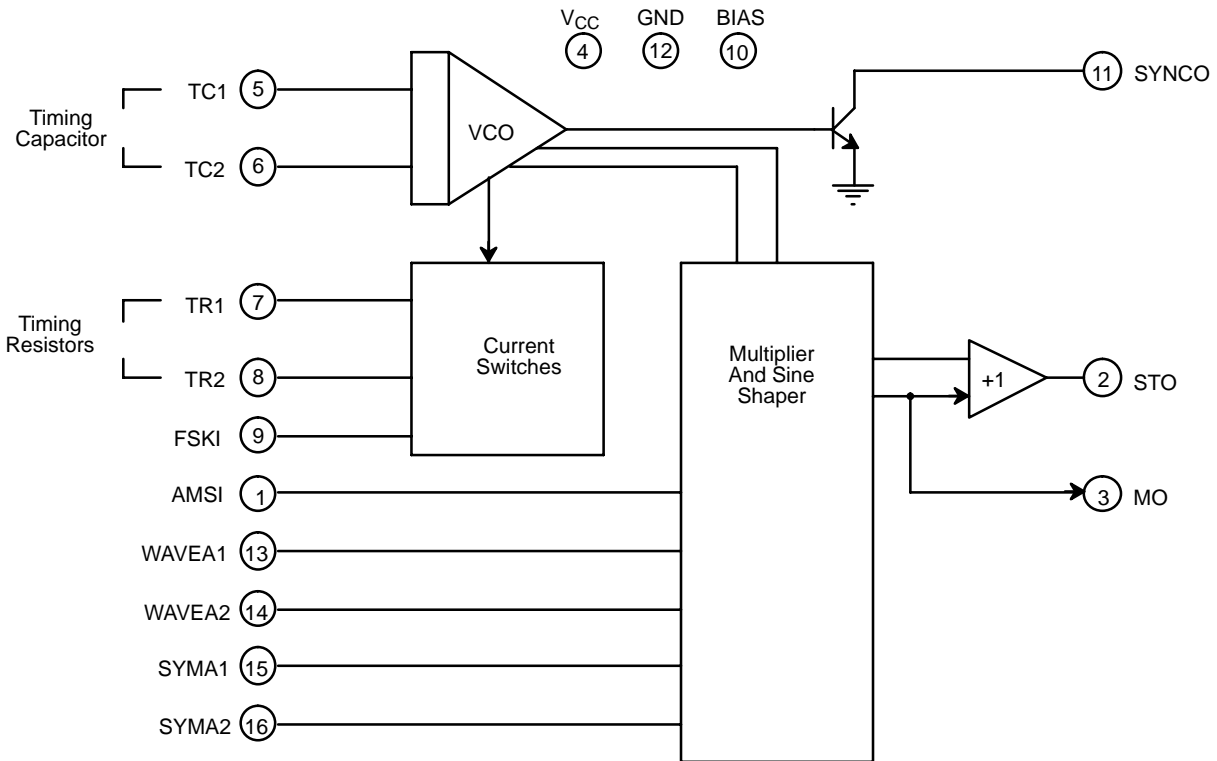 VCC GND BIAS
4 12 10
TC1 5
11 SYNCO
Timing
Capacitor
VCO
TC2 6
TR1 7
Timing
Resistors
Current
Switches
Multiplier
And Sine
Shaper
TR2 8
+1
2 STO
FSKI 9
AMSI 1
3 MO
WAVEA1 13
WAVEA2 14
SYMA1 15
SYMA2 16